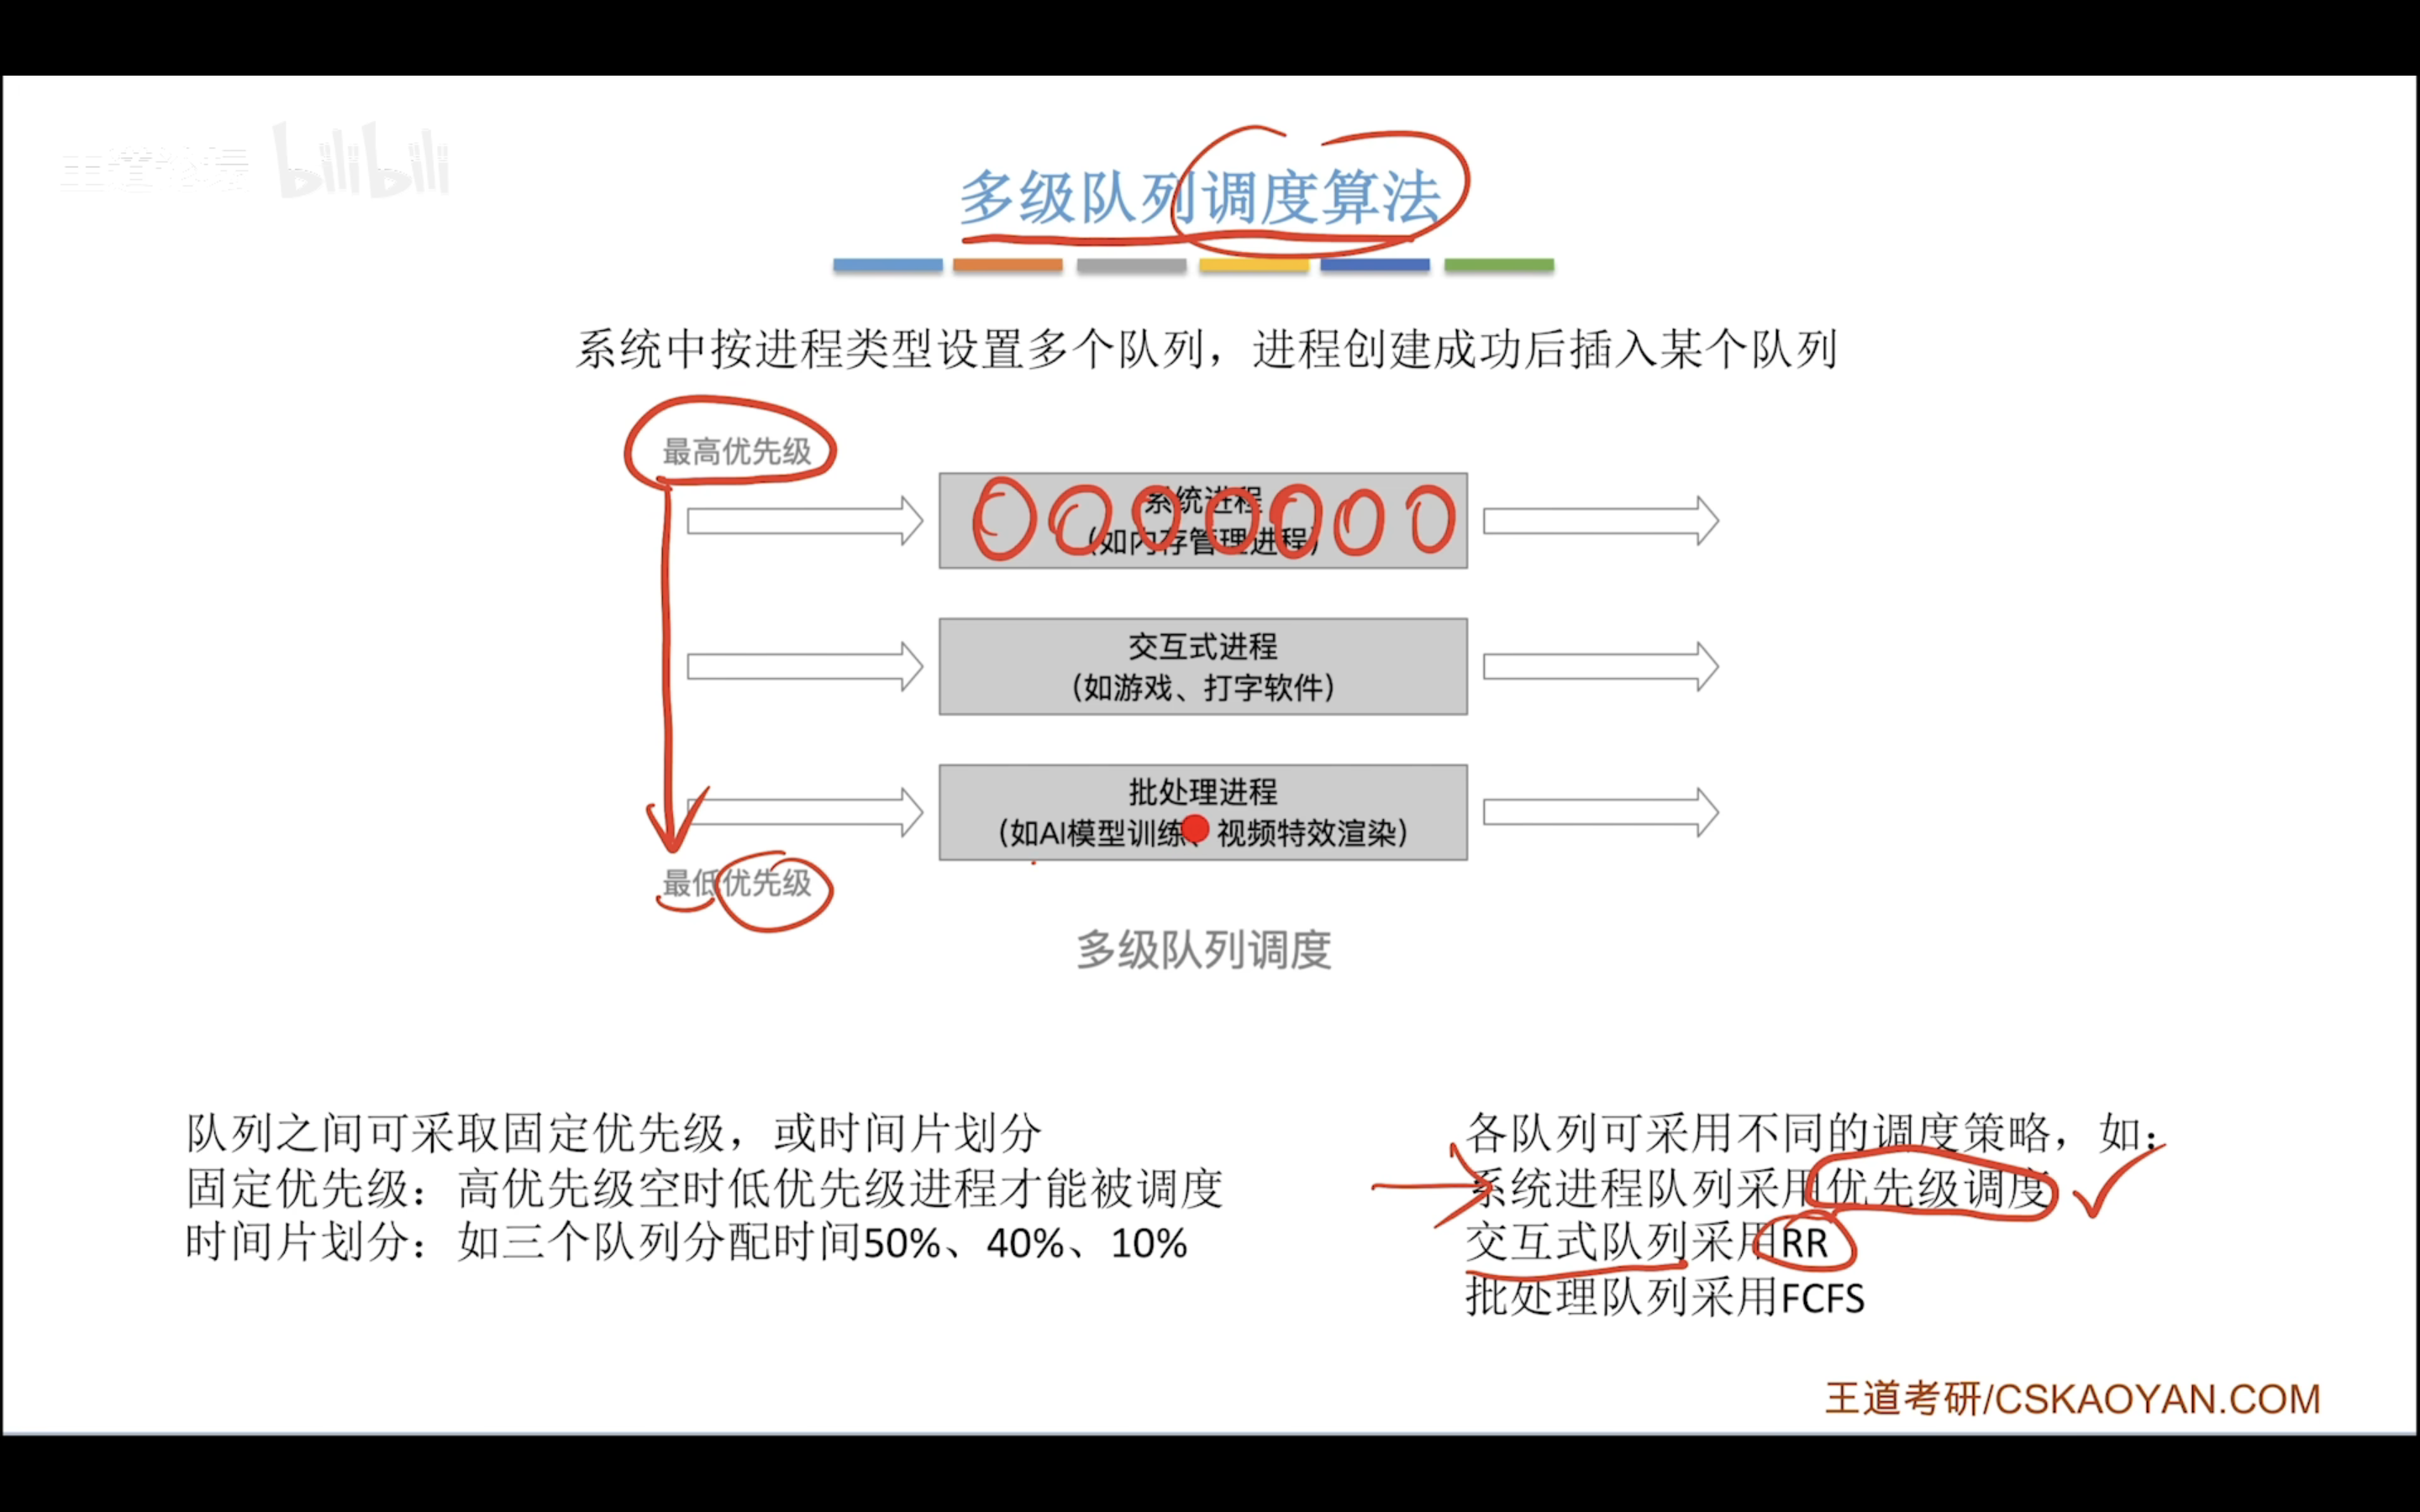 王道论坛 bilibili
多级队列调度算法
系统中按进程类型设置多个队列，进程创建成功后插入某个队列
最高优先级
系统进程
（如内存管理进程）
交互式进程
（如游戏、打字软件）
批处理进程
（如AI模型训练、视频特效渲染）
最低优先级
多级队列调度
队列之间可采取固定优先级，或时间片划分
固定优先级：高优先级空时低优先级进程才能被调度
时间片划分：如三个队列分配时间50%、40%、10%
各队列可采用不同的调度策略，如：
系统进程队列采用优先级调度
交互式队列采用RR
批处理队列采用FCFS
王道考研/CSKAOYAN.COM